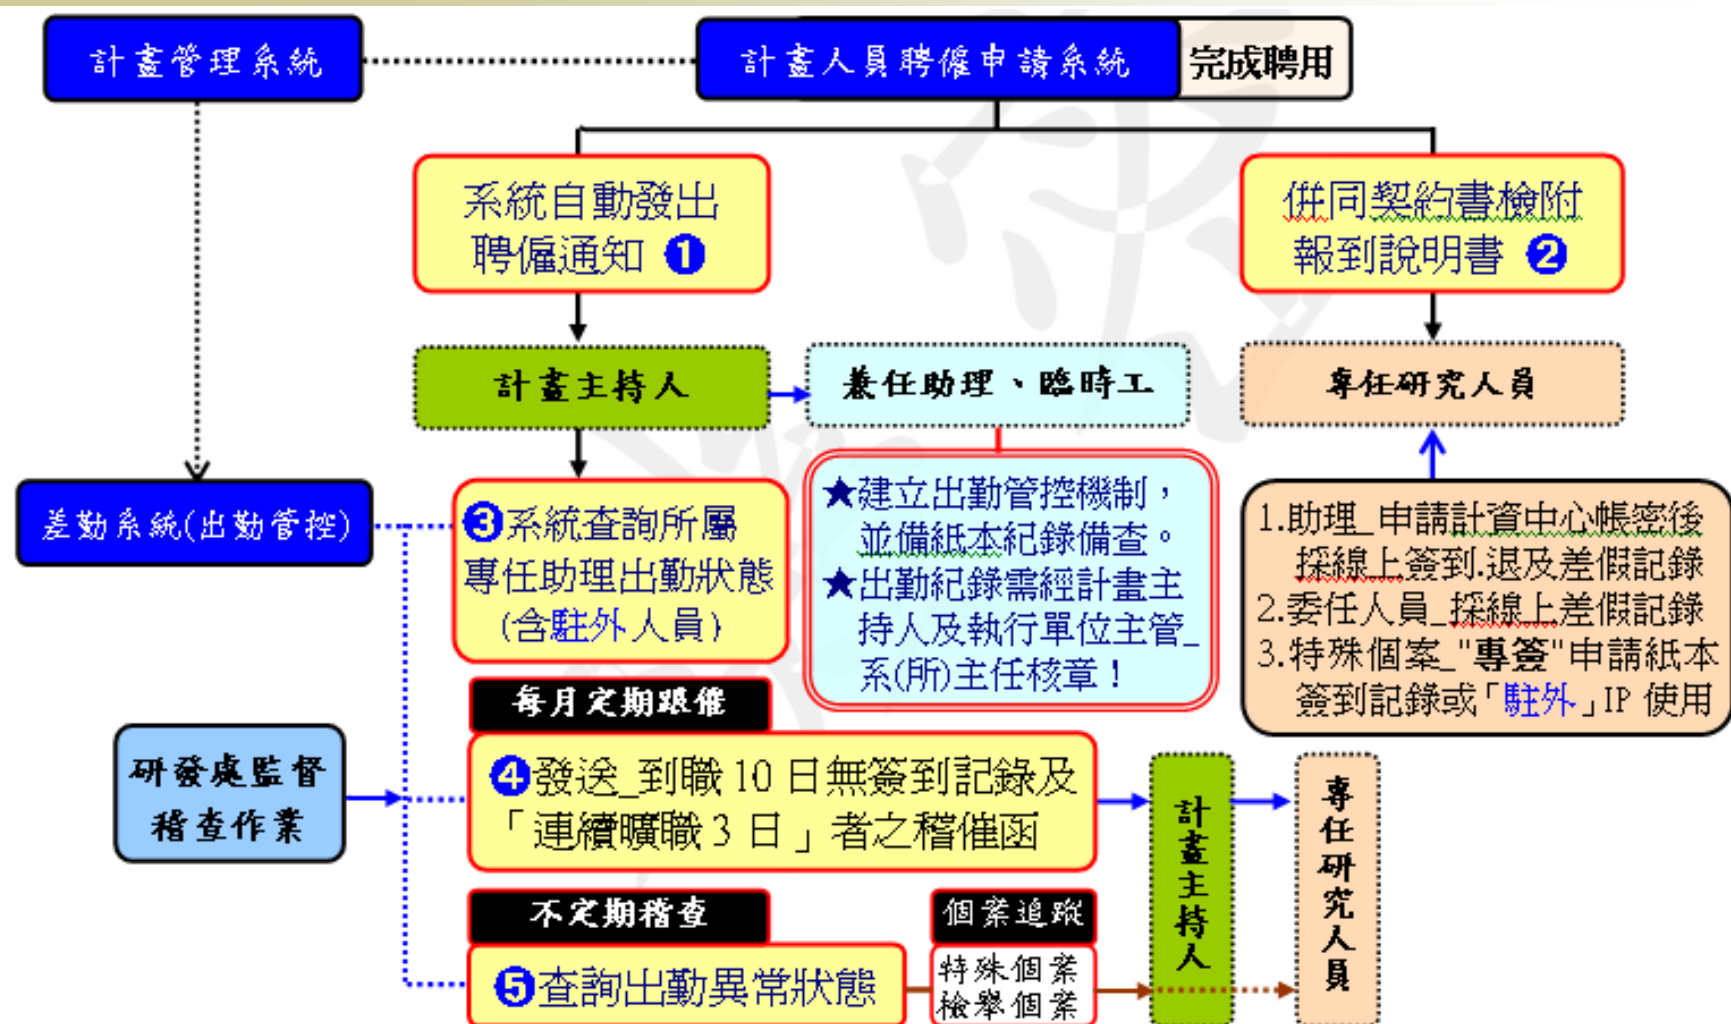 計畫管理系統
計畫人員聘僱申請系統
完成聘用
系統自動發出
聘僱通知 ❶
併同契約書檢附
報到說明書 ❷
計畫主持人
兼任助理、臨時工
專任研究人員
差勤系統(出勤管控)
❸系統查詢所屬
專任助理出勤狀態
(含駐外人員)
★建立出勤管控機制，
並備紙本紀錄備查。
★出勤紀錄需經計畫主
持人及執行單位主管_
系(所)主任核章！
1.助理_申請計資中心帳密後
採線上簽到.退及差假記錄
2.委任人員_採線上差假記錄
3.特殊個案_"專簽"申請紙本
簽到記錄或「駐外」IP 使用
研發處監督
稽查作業
每月定期跟催
❹發送_到職 10 日無簽到記錄及
「連續曠職 3 日」者之稽催函
不定期稽查
❺查詢出勤異常狀態
個案追蹤
特殊個案
檢舉個案
計畫主持人
專任研究人員